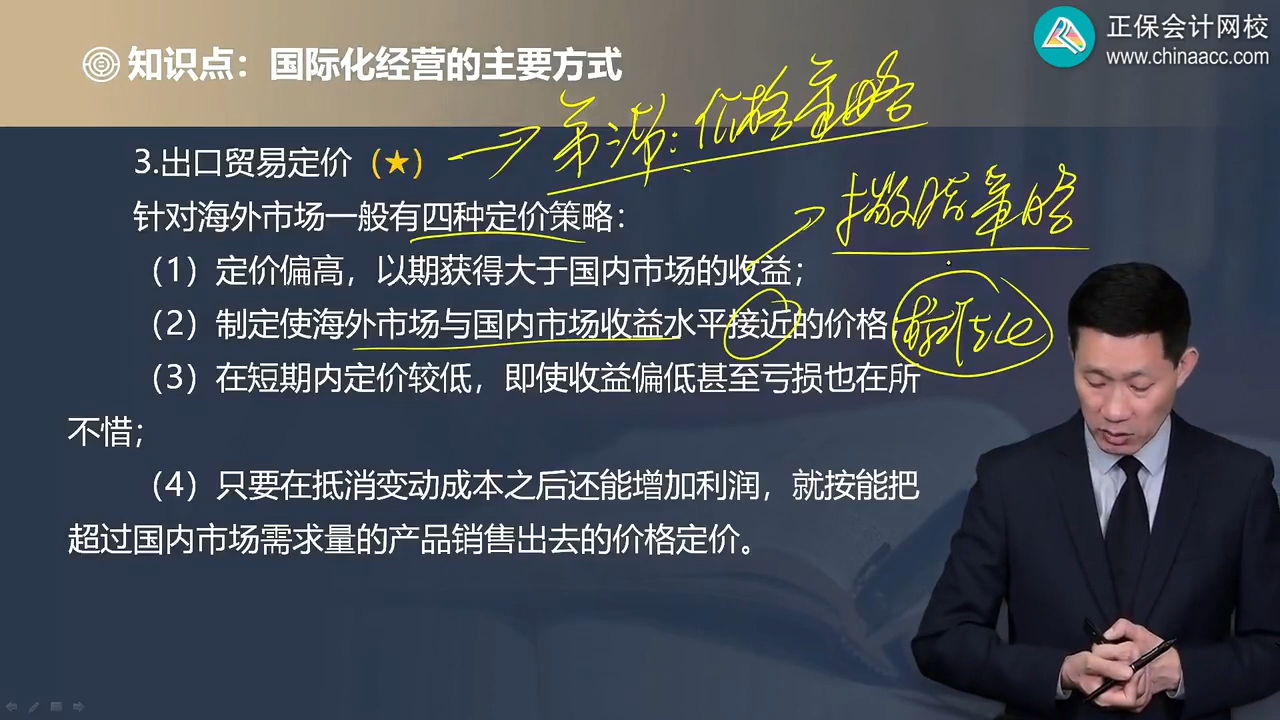 正保会计网校
www.chinaacc.com
知识点：国际化经营的主要方式
3.出口贸易定价（★）
价格策略
针对海外市场一般有四种定价策略：
撇脂策略
（1）定价偏高，以期获得大于国内市场的收益；
（2）制定使海外市场与国内市场收益水平接近的价格
（3）在短期内定价较低，即使收益偏低甚至亏损也在所
不惜；
（4）只要在抵消变动成本之后还能增加利润，就按能把
超过国内市场需求量的产品销售出去的价格定价。